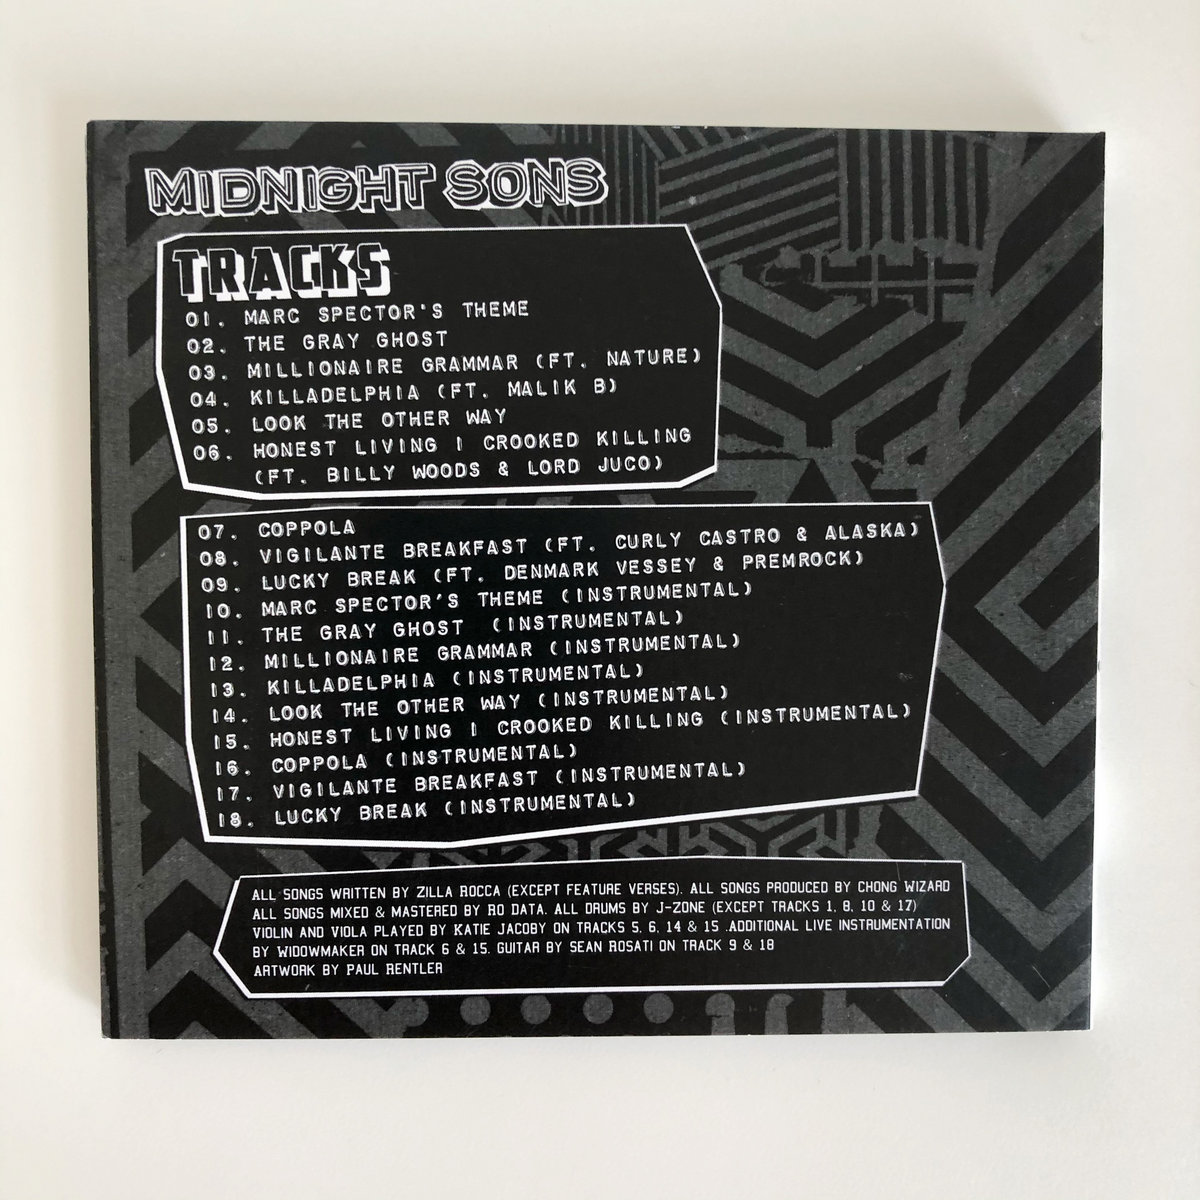 MIDNIGHT SONS
TRACKS
01. MARC SPECTOR'S THEME
02. THE GRAY GHOST
03. MILLIONAIRE GRAMMAR (FT. NATURE)
04. KILLADELPHIA (FT. MALIK B)
05. LOOK THE OTHER WAY
06. HONEST LIVING | CROOKED KILLING
(FT. BILLY WOODS & LORD JUCO)
07. COPPOLA
08. VIGILANTE BREAKFAST (FT. CURLY CASTRO & ALASKA)
09. LUCKY BREAK (FT. DENMARK VESSEY & PREMROCK)
10. MARC SPECTOR'S THEME (INSTRUMENTAL)
11. THE GRAY GHOST (INSTRUMENTAL)
12. MILLIONAIRE GRAMMAR (INSTRUMENTAL)
13. KILLADELPHIA (INSTRUMENTAL)
14. LOOK THE OTHER WAY (INSTRUMENTAL)
15. HONEST LIVING | CROOKED KILLING (INSTRUMENTAL)
16. COPPOLA (INSTRUMENTAL)
17. VIGILANTE BREAKFAST (INSTRUMENTAL)
18. LUCKY BREAK (INSTRUMENTAL)
ALL SONGS WRITTEN BY ZILLA ROCCA (EXCEPT FEATURE VERSES). ALL SONGS PRODUCED BY CHONG WIZARD
ALL SONGS MIXED & MASTERED BY RO DATA. ALL DRUMS BY J-ZONE (EXCEPT TRACKS 1, 8, 10 & 17)
VIOLIN AND VIOLA PLAYED BY KATIE JACOBY ON TRACKS 5, 6, 14 & 15 .ADDITIONAL LIVE INSTRUMENTATION
BY WIDOWMAKER ON TRACK 6 & 15. GUITAR BY SEAN ROSATI ON TRACK 9 & 18
ARTWORK BY PAUL RENTLER